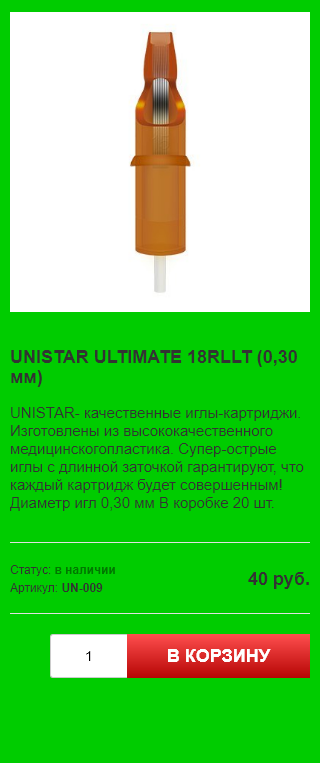 UNISTAR ULTIMATE 18RLLT (0,30
мм)
UNISTAR- качественные иглы-картриджи.
Изготовлены из высококачественного
медицинскогопластика. Супер-острые
иглы с длинной заточкой гарантируют, что
каждый картридж будет совершенным!
Диаметр игл 0,30 мм В коробке 20 шт.
Статус: в наличии
Артикул: UN-009
40 руб.
1
В КОРЗИНУ